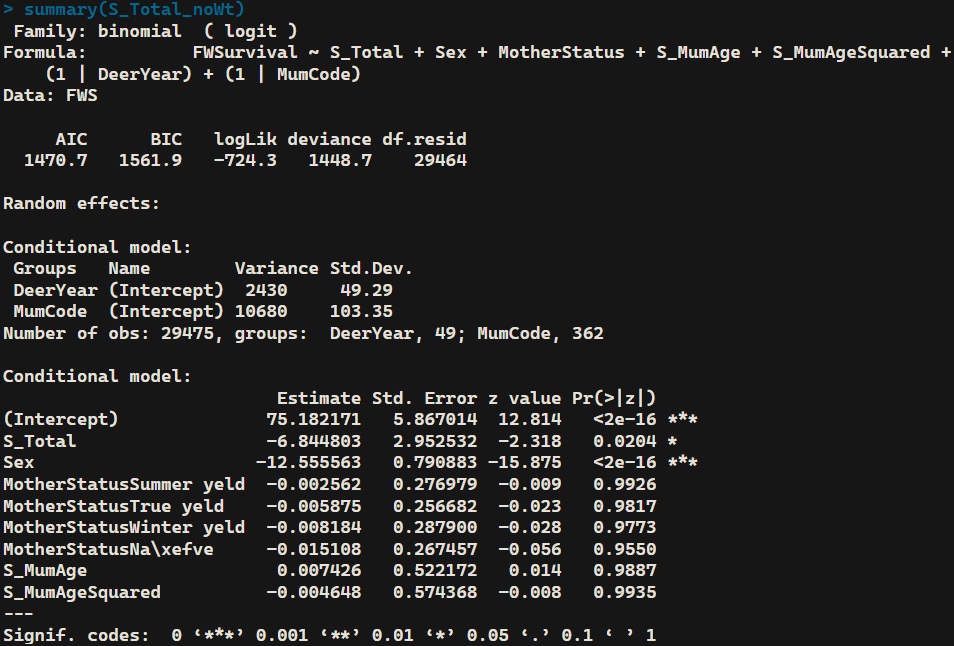 > summary(S_Total_noWt)
 Family: binomial  ( logit )
Formula:          FWSurvival ~ S_Total + Sex + MotherStatus + S_MumAge + S_MumAgeSquared +
    (1 | DeerYear) + (1 | MumCode)
Data: FWS

     AIC      BIC   logLik deviance df.resid
  1470.7   1561.9   -724.3   1448.7    29464

Random effects:

Conditional model:
 Groups   Name        Variance Std.Dev.
 DeerYear (Intercept)  2430     49.29
 MumCode  (Intercept) 10680    103.35
Number of obs: 29475, groups:  DeerYear, 49; MumCode, 362

Conditional model:
                          Estimate Std. Error z value Pr(>|z|)
(Intercept)              75.182171   5.867014  12.814   <2e-16 ***
S_Total                  -6.844803   2.952532  -2.318   0.0204 *
Sex                     -12.555563   0.790883 -15.875   <2e-16 ***
MotherStatusSummer yeld  -0.002562   0.276979  -0.009   0.9926
MotherStatusTrue yeld    -0.005875   0.256682  -0.023   0.9817
MotherStatusWinter yeld  -0.008184   0.287900  -0.028   0.9773
MotherStatusNa\xefve     -0.015108   0.267457  -0.056   0.9550
S_MumAge                  0.007426   0.522172   0.014   0.9887
S_MumAgeSquared          -0.004648   0.574368  -0.008   0.9935
---
Signif. codes:  0 ‘***’ 0.001 ‘**’ 0.01 ‘*’ 0.05 ‘.’ 0.1 ‘ ’ 1